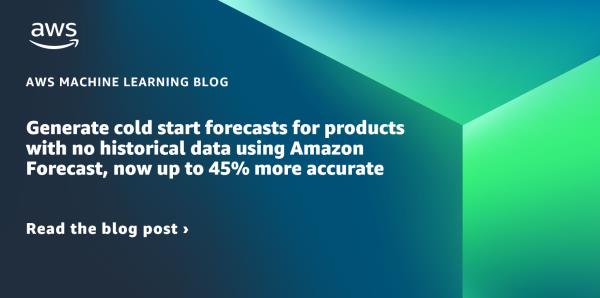 aws
AWS MACHINE LEARNING BLOG
Generate cold start forecasts for products
with no historical data using Amazon
Forecast, now up to 45% more accurate
Read the blog post ›